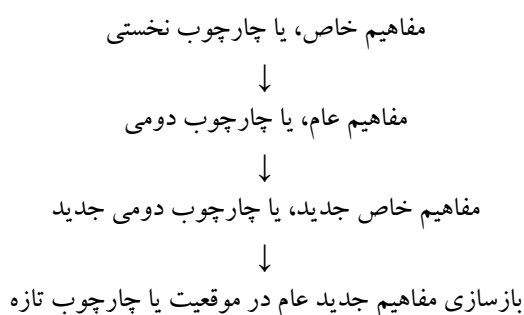 مفاهیم خاص، یا چارچوب نخستی
↓
مفاهیم عام، یا چارچوب دومی
↓
مفاهیم خاص جدید، یا چارچوب دومی جدید
↓
بازسازی مفاهیم جدید عام در موقعیت یا چارچوب تازه